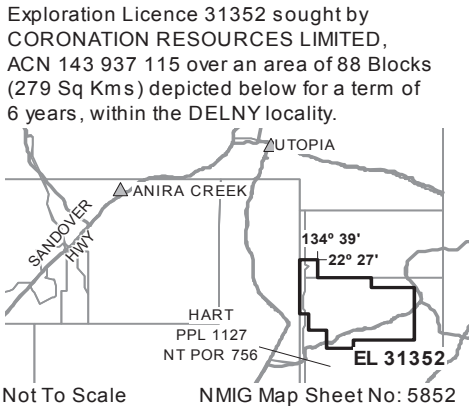 Exploration Licence 31352 sought by
CORONATION RESOURCES LIMITED,
ACN 143 937 115 over an area of 88 Blocks
(279 Sq Kms) depicted below for a term of
6 years, within the DELNY locality.
UTOPIA
ANIRA CREEK
SANDOVER
HWY
134º 39'
22º 27'
HART
PPL 1127
NT POR 756
EL 31352
Not To Scale
NMIG Map Sheet No: 5852